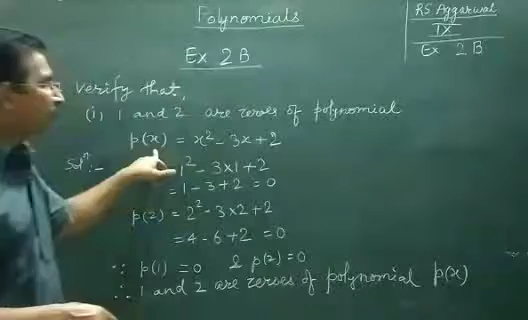 Polynomials
RS Aggarwal
IX
Ex 2B
Ex 2B
Verify that,
(i) 1 and 2 are zeroes of polynomial
p(x) = x² - 3x + 2
Solⁿ:- 1² - 3×1 + 2
= 1 - 3 + 2 = 0
p(2) = 2² - 3×2 + 2
= 4 - 6 + 2 = 0
∵ p(1) = 0 & p(2) = 0
∴ 1 and 2 are zeroes of polynomial p(x)